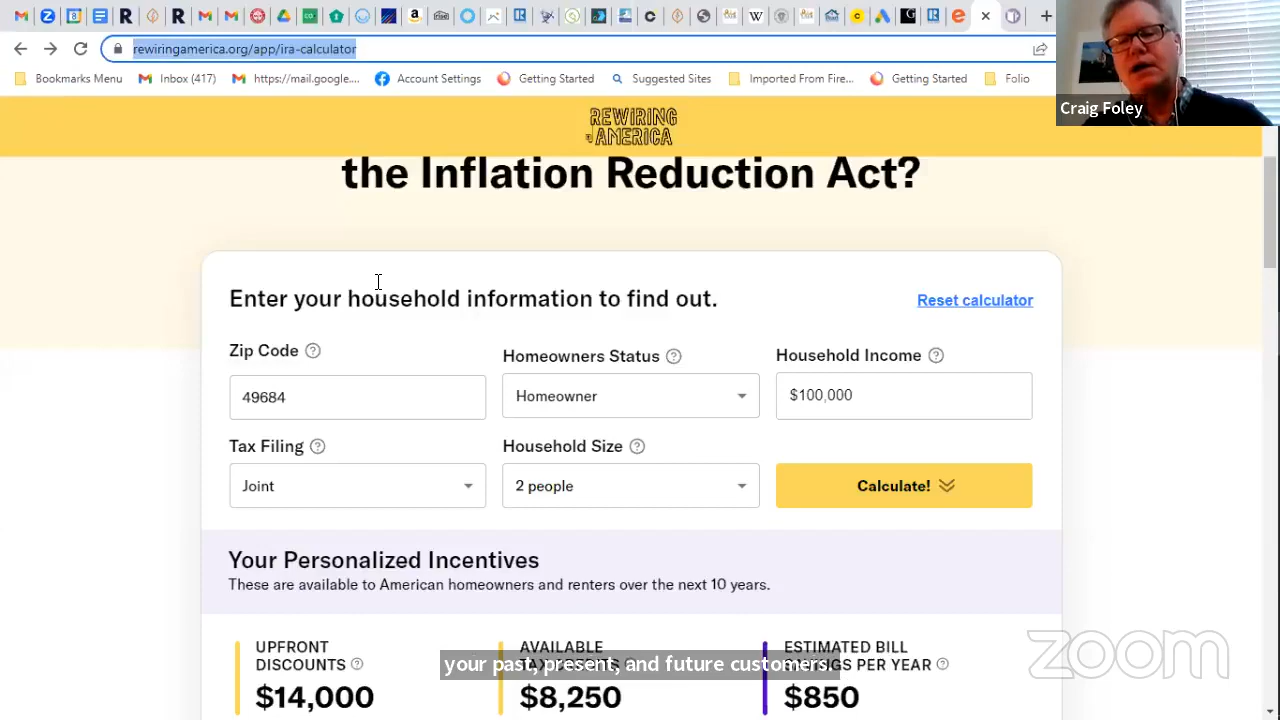 rewiringamerica.org/app/ira-calculator
Bookmarks Menu Inbox (417) https://mail.google.... Account Settings Getting Started Suggested Sites Imported From Fire... Getting Started Folio
Craig Foley
REWIRING
AMERICA
the Inflation Reduction Act?
Enter your household information to find out.
Reset calculator
Zip Code Homeowners Status Household Income
49684 Homeowner $100,000
Tax Filing Household Size
Joint 2 people Calculate!
Your Personalized Incentives
These are available to American homeowners and renters over the next 10 years.
UPFRONT AVAILABLE ESTIMATED BILL
DISCOUNTS PER YEAR
your past, present, and future customers.
$14,000 $8,250 $850
zoom